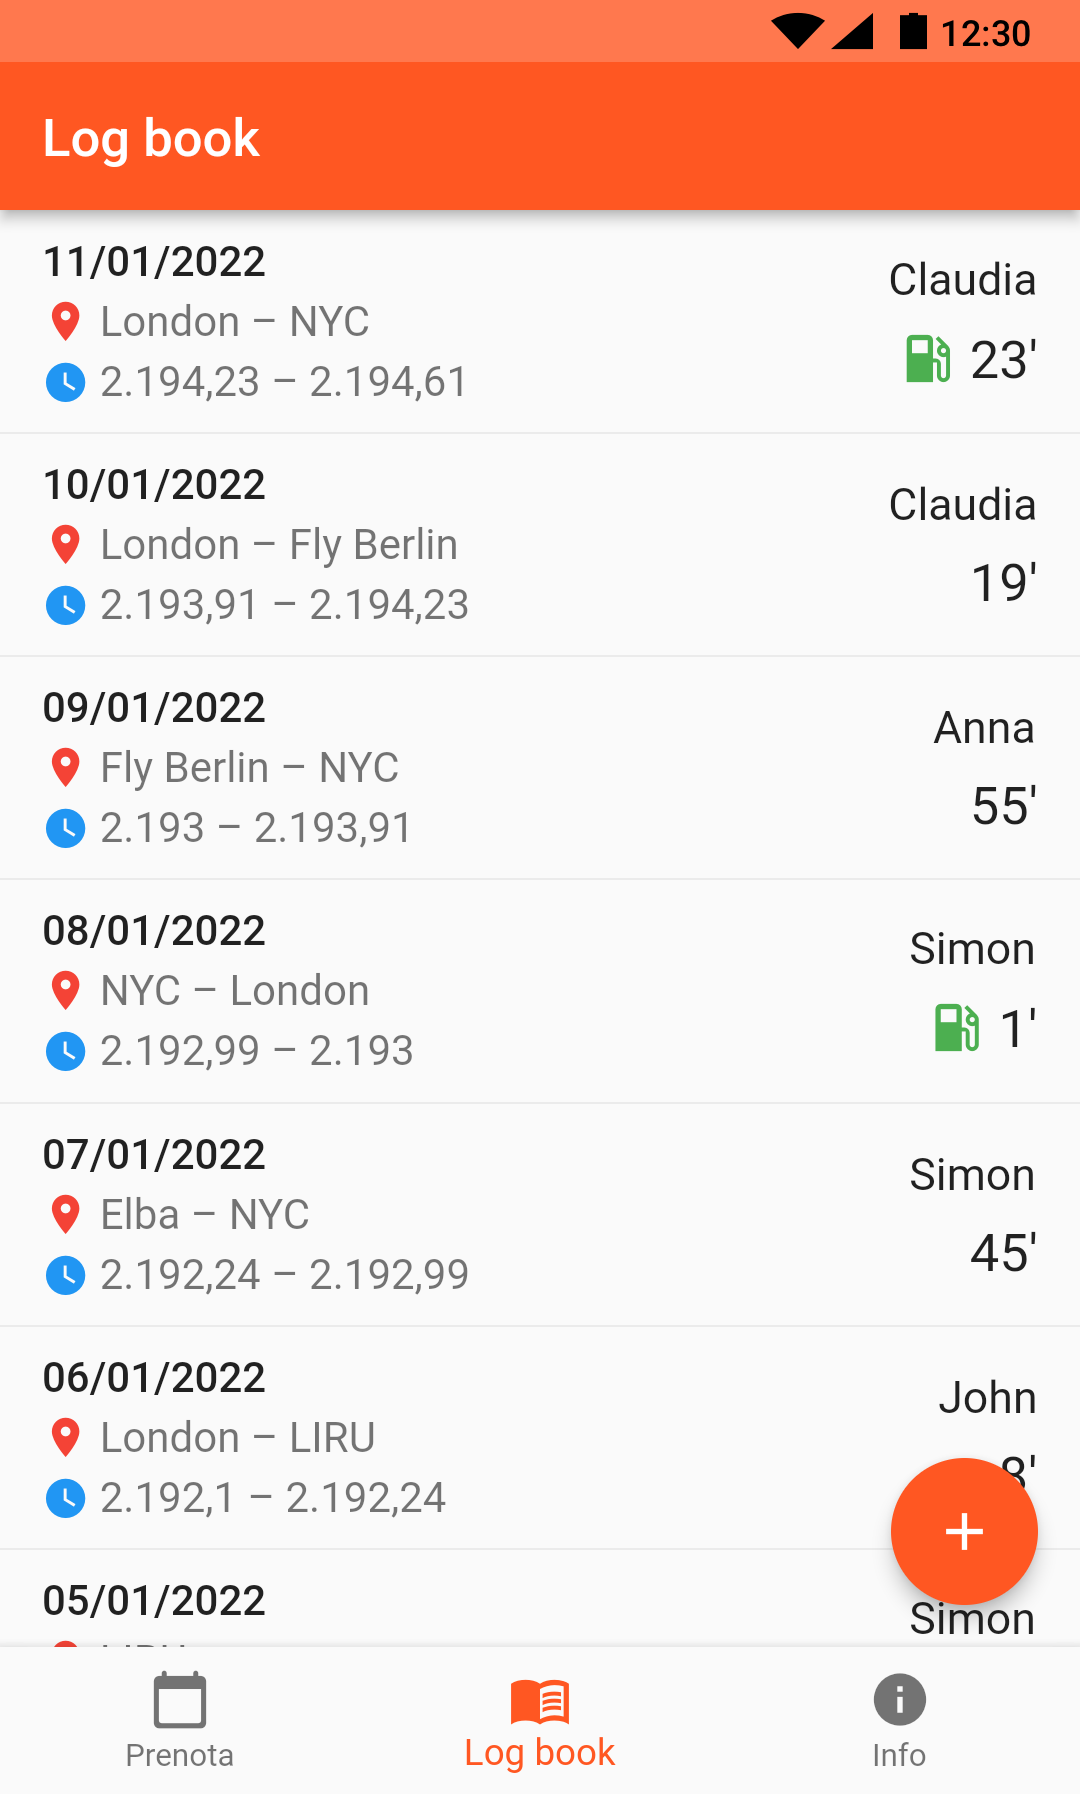 12:30
Log book
11/01/2022
Claudia
London – NYC
23'
2.194,23 – 2.194,61
10/01/2022
Claudia
London – Fly Berlin
19'
2.193,91 – 2.194,23
09/01/2022
Anna
Fly Berlin – NYC
55'
2.193 – 2.193,91
08/01/2022
Simon
NYC – London
1'
2.192,99 – 2.193
07/01/2022
Simon
Elba – NYC
45'
2.192,24 – 2.192,99
06/01/2022
John
London – LIRU
8'
2.192,1 – 2.192,24
05/01/2022
Simon
Prenota
Log book
Info